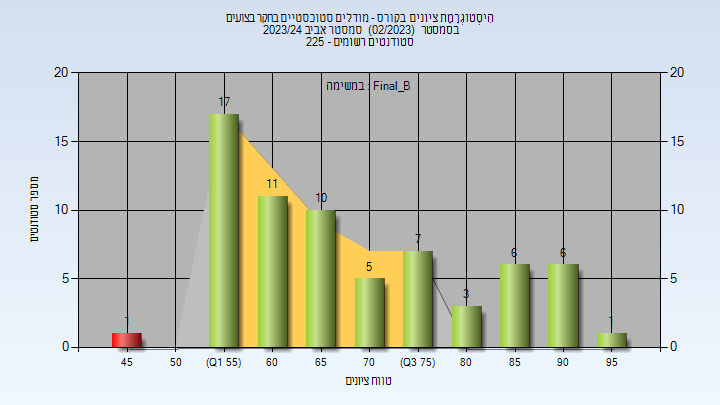 היסטוגרמת ציונים בקורס - מודלים סטוכסטיים בחקר בצועים
בסמסטר (02/2023) סמסטר אביב 2023/24
סטודנטים רשומים - 225
במשימה : Final_B
מספר סטודנטים
20 20
15 15
10 10
5 5
0 0
1 17 11 10 5 7 3 6 6 1
45 50 (Q1 55) 60 65 70 (Q3 75) 80 85 90 95
טווח ציונים